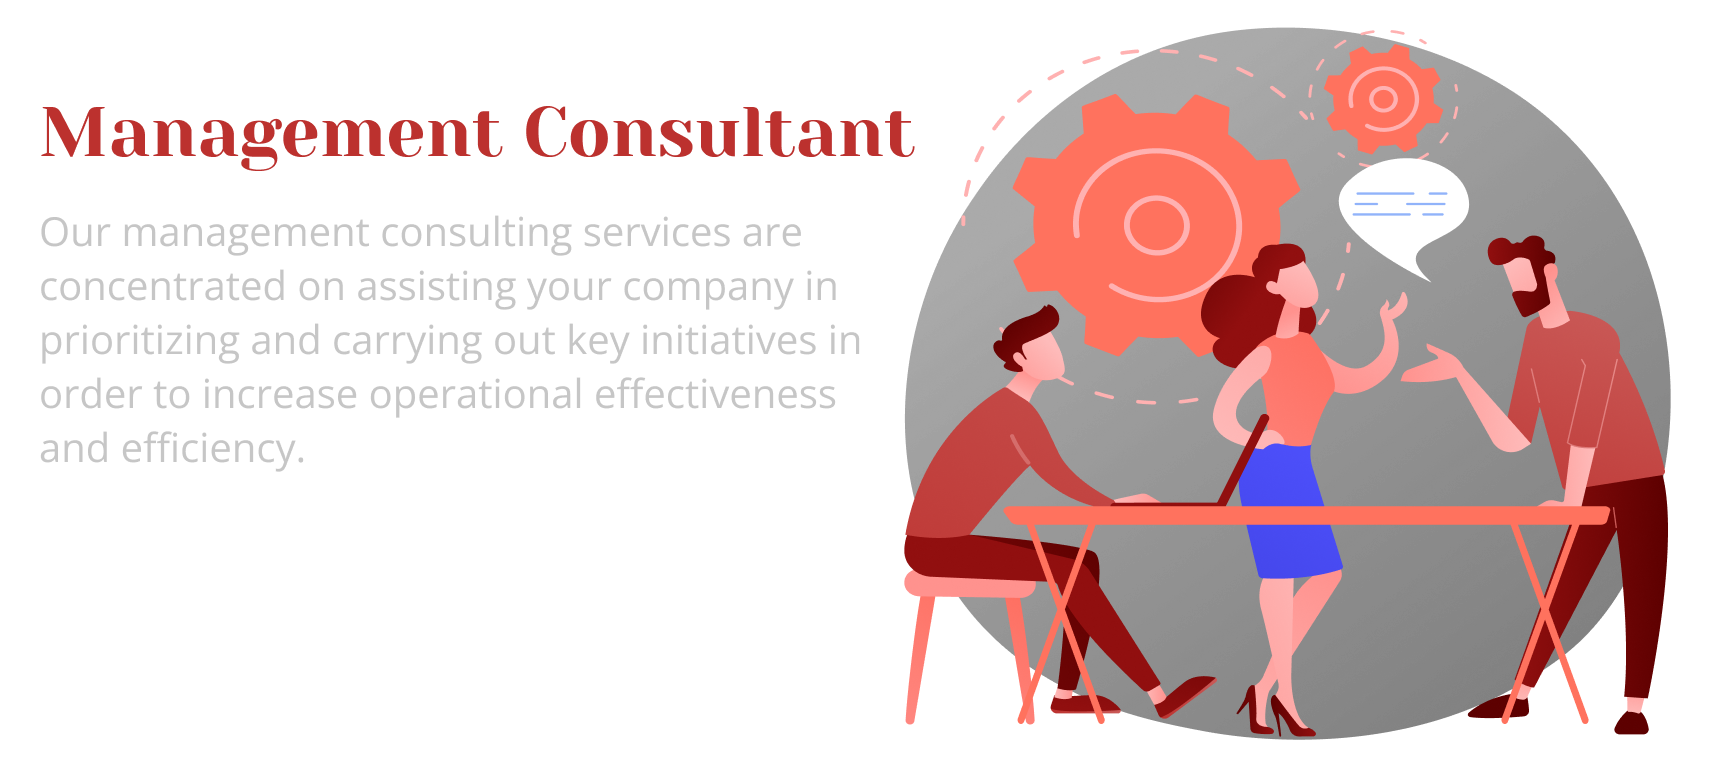 Management Consultant
Our management consulting services are
concentrated on assisting your company in
prioritizing and carrying out key initiatives in
order to increase operational effectiveness
and efficiency.